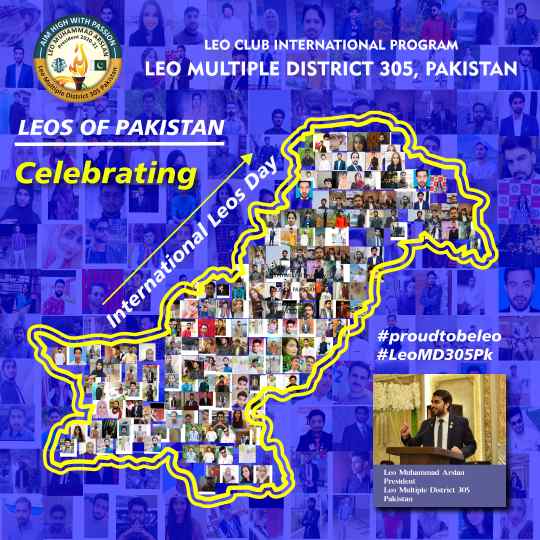 AIM HIGH WITH PASSION
LEO MUHAMMAD ARSLAN
President 2020-21
Leo Multiple District 305 Pakistan
LEO CLUB INTERNATIONAL PROGRAM
LEO MULTIPLE DISTRICT 305, PAKISTAN
LEOS OF PAKISTAN
Celebrating
International Leos Day
#proudtobeleo
#LeoMD305Pk
Leo Muhammad Arslan
President
Leo Multiple District 305
Pakistan